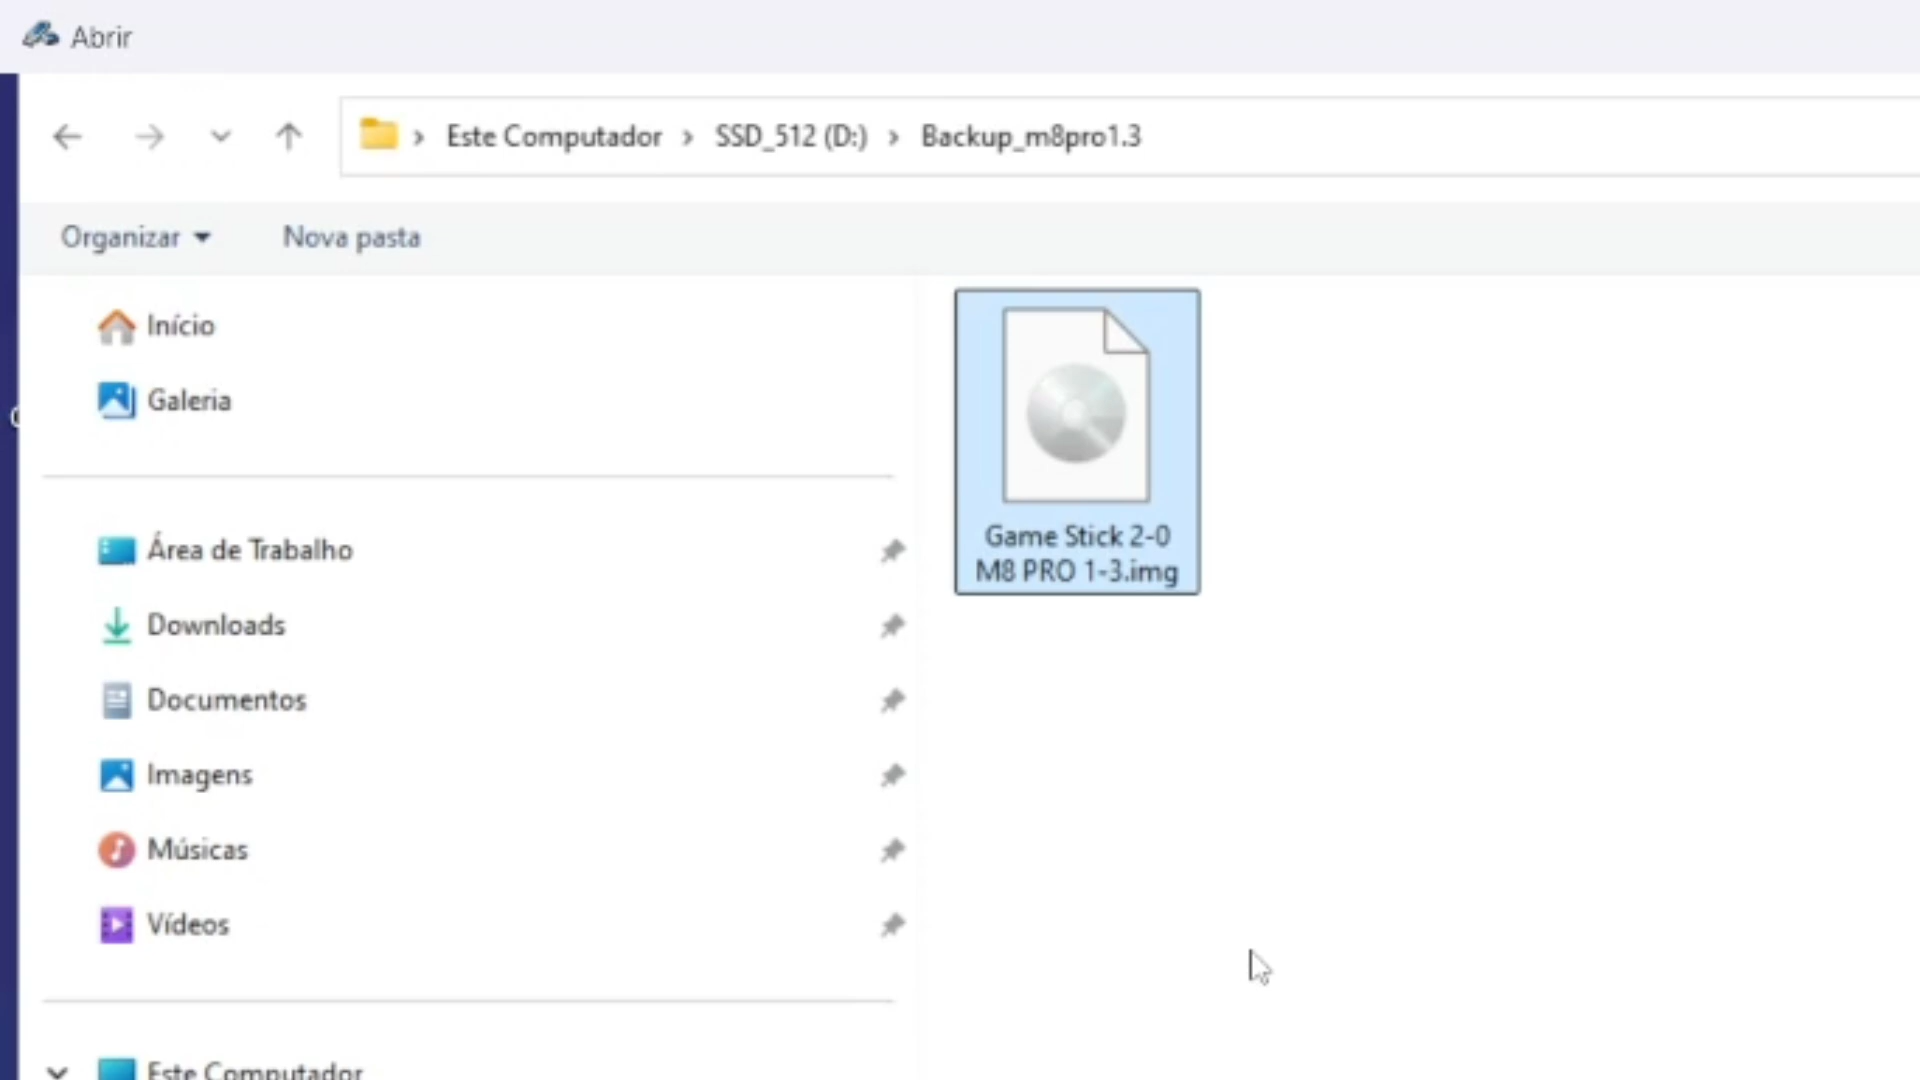 Abrir
Este Computador > SSD_512 (D:) > Backup_m8pro1.3
Organizar
Nova pasta
Início
Galeria
Área de Trabalho
Downloads
Documentos
Imagens
Músicas
Vídeos
Este Computador
Game Stick 2-0
M8 PRO 1-3.img